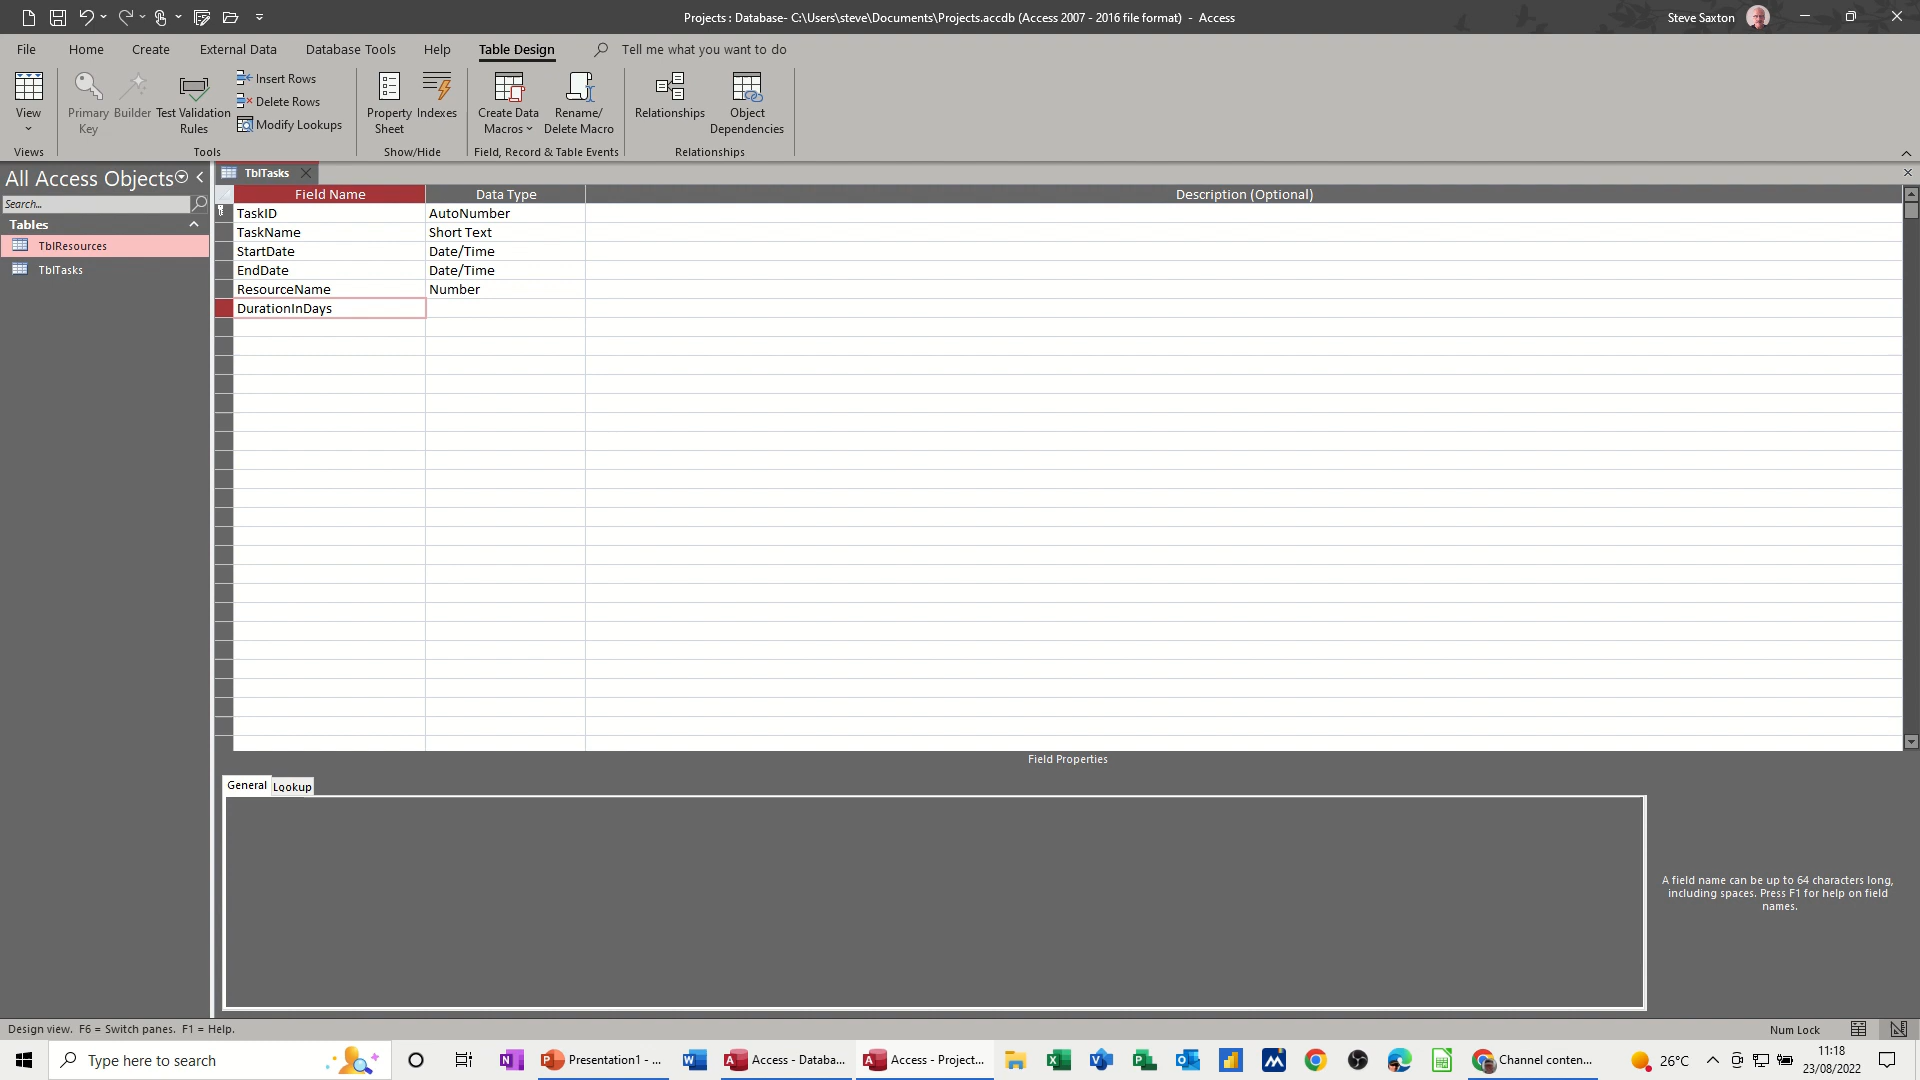 Projects : Database- C:\Users\steve\Documents\Projects.accdb (Access 2007 - 2016 file format) - Access
Steve Saxton
File
Home
Create
External Data
Database Tools
Help
Table Design
Tell me what you want to do
View
Primary Key
Builder
Test Validation Rules
Insert Rows
Delete Rows
Modify Lookups
Property Sheet
Indexes
Create Data Macros
Rename/ Delete Macro
Relationships
Object Dependencies
Views
Tools
Show/Hide
Field, Record & Table Events
Relationships
All Access Objects
Search...
Tables
TblResources
TblTasks
TblTasks
Field Name
Data Type
Description (Optional)
TaskID AutoNumber
TaskName Short Text
StartDate Date/Time
EndDate Date/Time
ResourceName Number
DurationInDays
Field Properties
General
Lookup
A field name can be up to 64 characters long,
including spaces. Press F1 for help on field
names.
Design view. F6 = Switch panes. F1 = Help.
Num Lock
Type here to search
Presentation1 - ...
Access - Databa...
Access - Project...
Channel conten...
26°C
11:18
23/08/2022